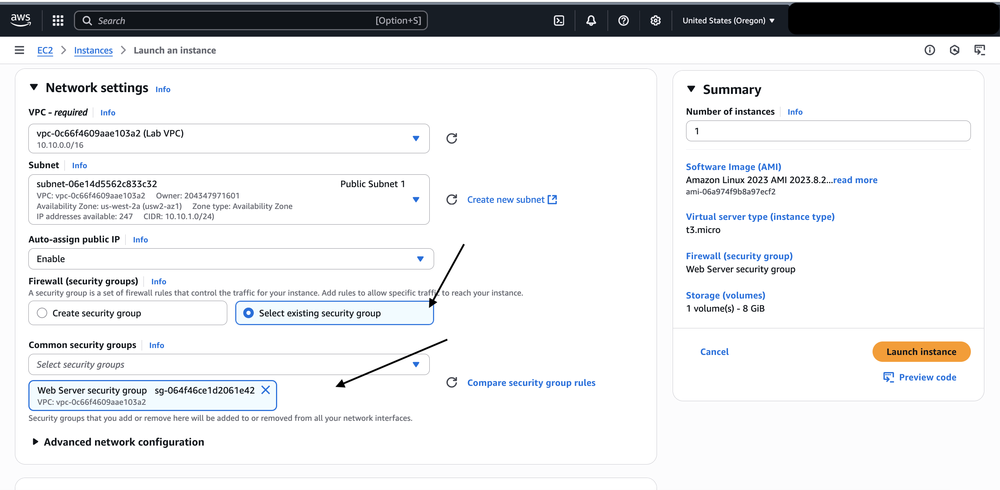 aws
Search [Option+S]
United States (Oregon)
EC2 Instances Launch an instance
Network settings Info
VPC - required Info
vpc-0c66f4609aae103a2 (Lab VPC)
10.10.0.0/16
Subnet Info
subnet-06e14d5562c833c32 Public Subnet 1
VPC: vpc-0c66f4609aae103a2 Owner: 204347971601
Availability Zone: us-west-2a (usw2-az1) Zone type: Availability Zone
IP addresses available: 247 CIDR: 10.10.1.0/24)
Create new subnet
Auto-assign public IP Info
Enable
Firewall (security groups) Info
A security group is a set of firewall rules that control the traffic for your instance. Add rules to allow specific traffic to reach your instance.
Create security group
Select existing security group
Common security groups Info
Select security groups
Web Server security group sg-064f46ce1d2061e42
VPC: vpc-0c66f4609aae103a2
Compare security group rules
Security groups that you add or remove here will be added to or removed from all your network interfaces.
Advanced network configuration
Summary
Number of instances Info
1
Software Image (AMI)
Amazon Linux 2023 AMI 2023.8.2...read more
ami-06a974f9b8a97ecf2
Virtual server type (instance type)
t3.micro
Firewall (security group)
Web Server security group
Storage (volumes)
1 volume(s) - 8 GiB
Cancel
Launch instance
Preview code